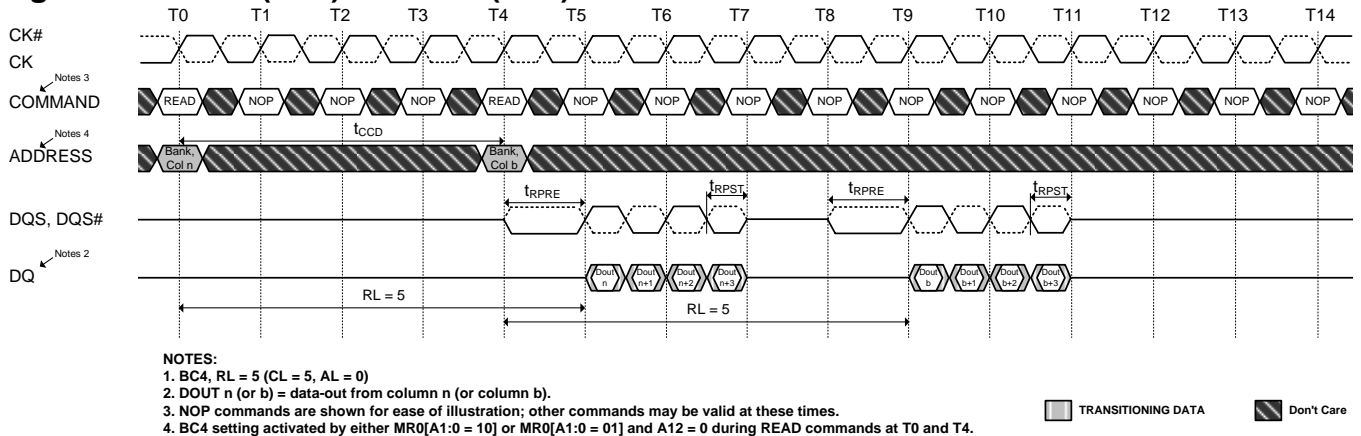 T0 T1 T2 T3 T4 T5 T6 T7 T8 T9 T10 T11 T12 T13 T14
CK#
CK
Notes 3
COMMAND READ NOP NOP NOP READ NOP NOP NOP NOP NOP NOP NOP NOP NOP NOP
tCCD
Notes 4
ADDRESS
Bank, Col n
Bank, Col b
tRPRE tRPST tRPRE tRPST
DQS, DQS#
Notes 2
DQ
Dout n Dout n+1 Dout n+2 Dout n+3 Dout b Dout b+1 Dout b+2 Dout b+3
RL = 5
RL = 5
NOTES:
1. BC4, RL = 5 (CL = 5, AL = 0)
2. DOUT n (or b) = data-out from column n (or column b).
3. NOP commands are shown for ease of illustration; other commands may be valid at these times.
4. BC4 setting activated by either MR0[A1:0 = 10] or MR0[A1:0 = 01] and A12 = 0 during READ commands at T0 and T4.
TRANSITIONING DATA
Don't Care